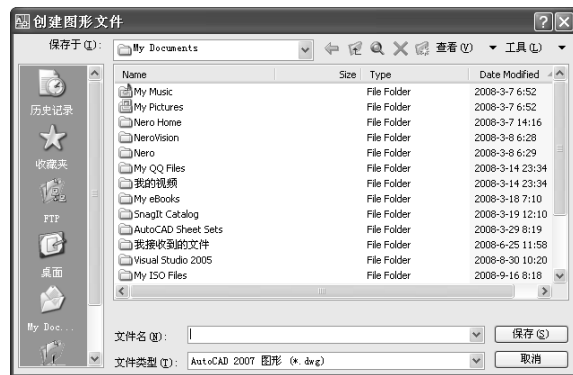 创建图形文件
保存于(I): My Documents 查看(V) 工具(L)
Name Size Type Date Modified
My Music File Folder 2008-3-7 6:52
My Pictures File Folder 2008-3-7 6:52
Nero Home File Folder 2008-3-7 14:16
NeroVision File Folder 2008-3-8 6:28
Nero File Folder 2008-3-8 6:29
My QQ Files File Folder 2008-3-14 23:34
我的视频 File Folder 2008-3-14 23:34
My eBooks File Folder 2008-3-18 7:10
SnagIt Catalog File Folder 2008-3-19 12:10
AutoCAD Sheet Sets File Folder 2008-3-29 8:19
我接收到的文件 File Folder 2008-6-25 11:58
Visual Studio 2005 File Folder 2008-8-30 10:20
My ISO Files File Folder 2008-9-16 8:18
历史记录
收藏夹
FTP
桌面
My Doc...
文件名(N): 保存(S)
文件类型(T): AutoCAD 2007 图形 (*.dwg) 取消